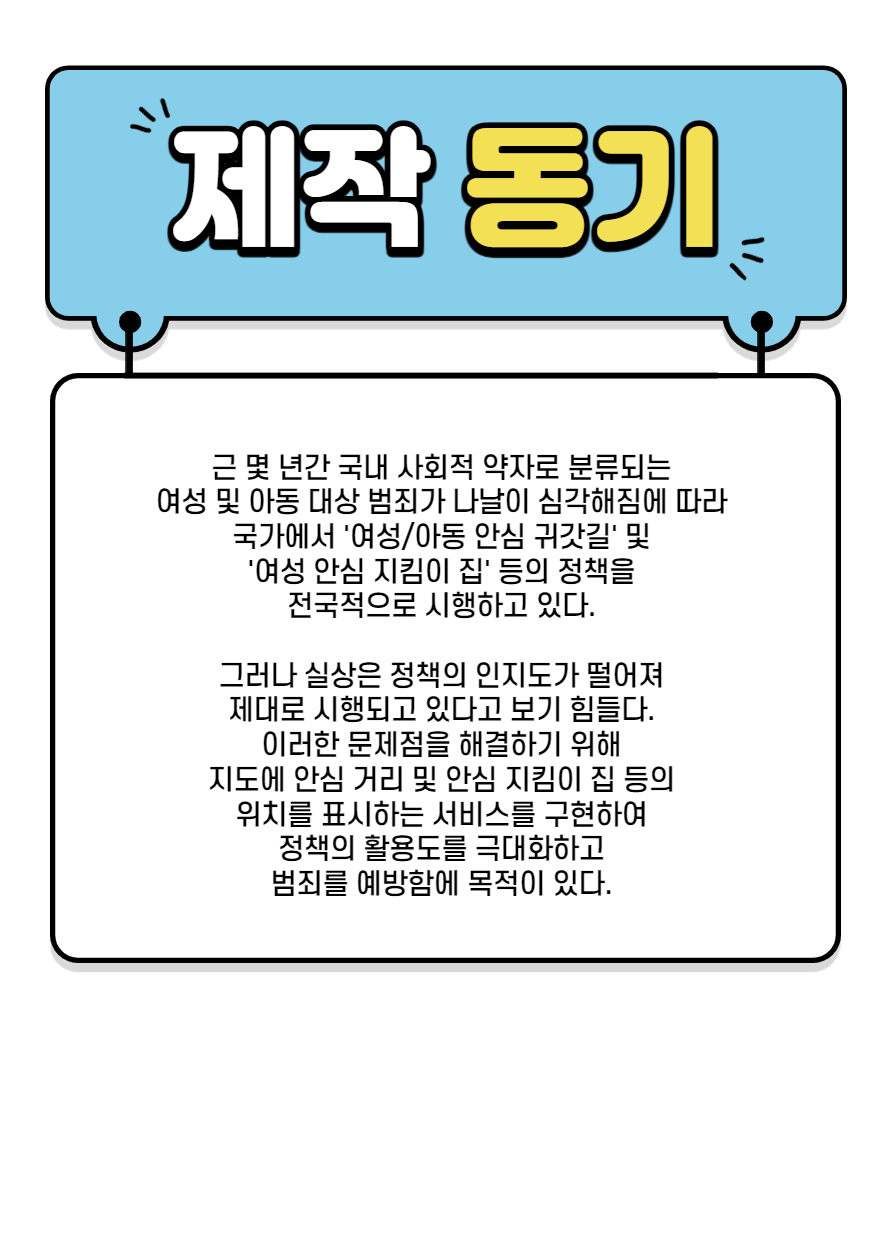 제작 동기
근 몇 년간 국내 사회적 약자로 분류되는
여성 및 아동 대상 범죄가 나날이 심각해짐에 따라
국가에서 '여성/아동 안심 귀갓길' 및
'여성 안심 지킴이 집' 등의 정책을
전국적으로 시행하고 있다.
그러나 실상은 정책의 인지도가 떨어져
제대로 시행되고 있다고 보기 힘들다.
이러한 문제점을 해결하기 위해
지도에 안심 거리 및 안심 지킴이 집 등의
위치를 표시하는 서비스를 구현하여
정책의 활용도를 극대화하고
범죄를 예방함에 목적이 있다.